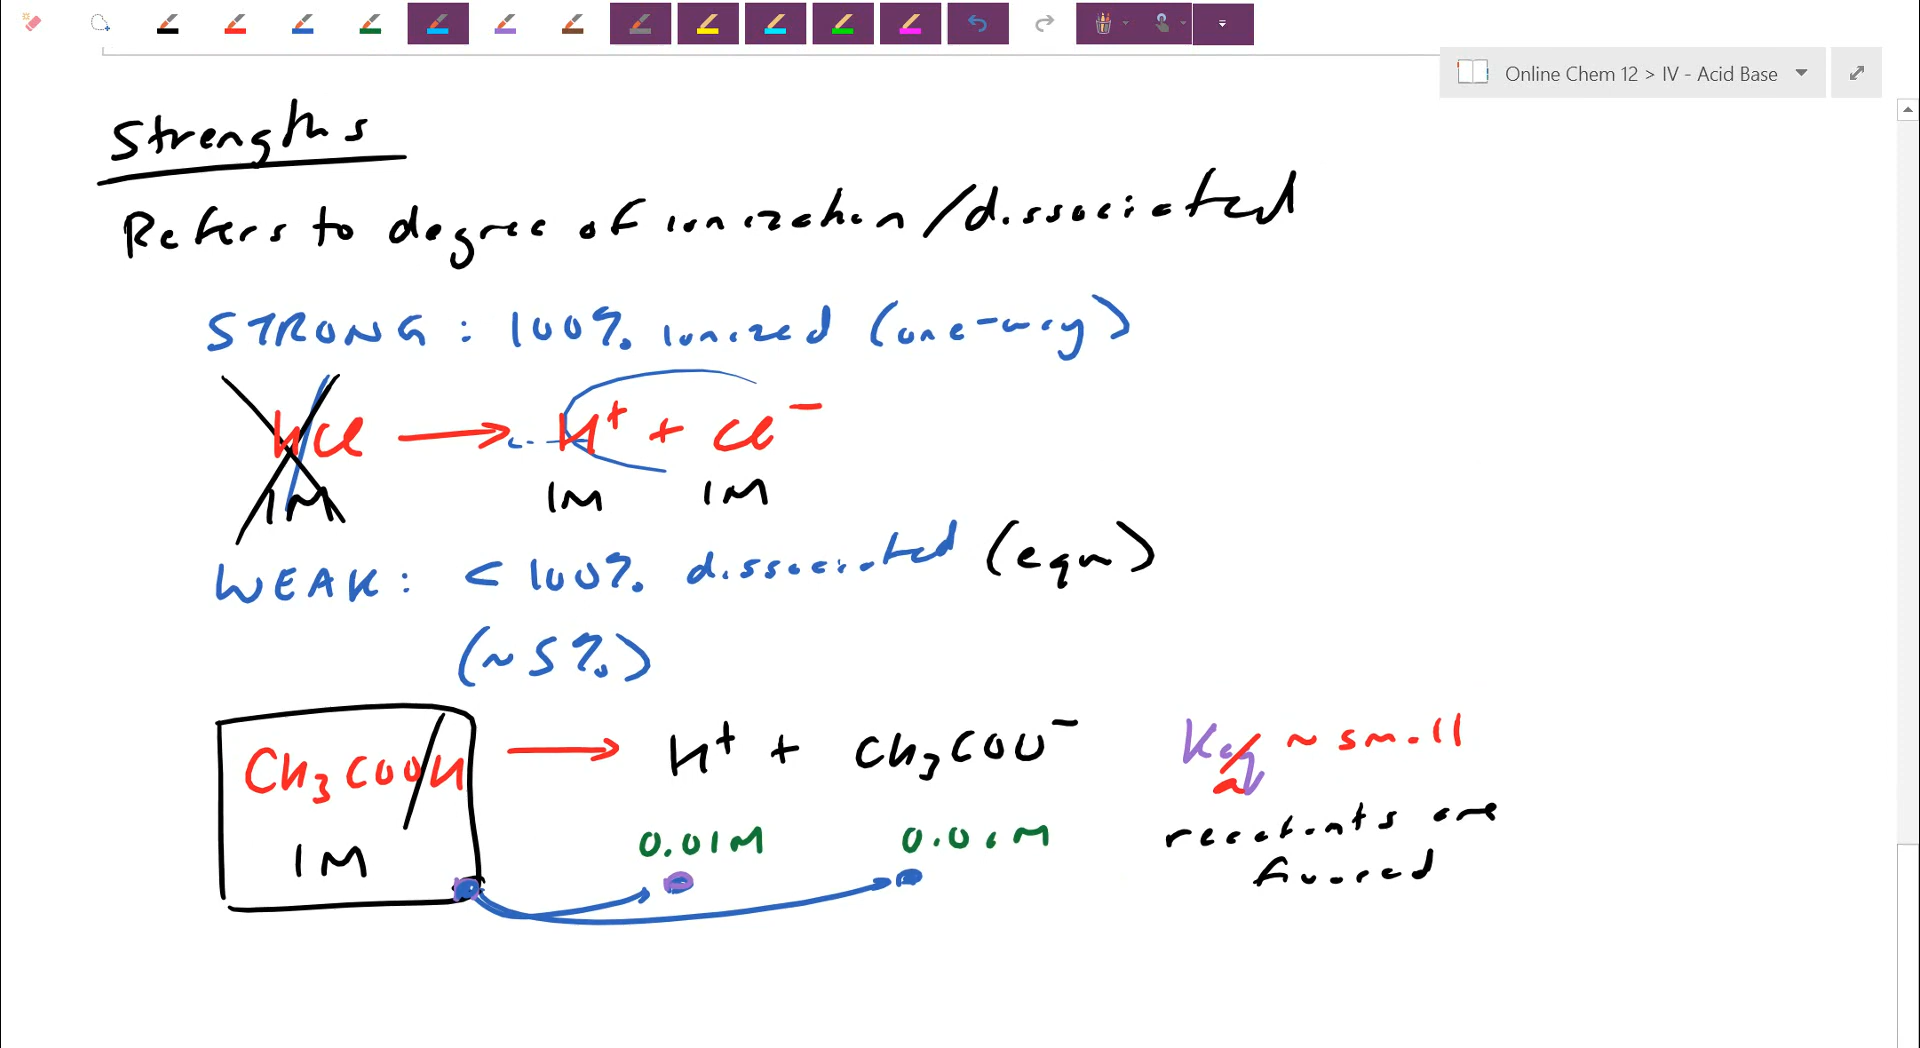 Online Chem 12 > IV - Acid Base
Strengths
Refers to degree of ionization/dissociated
STRONG: 100% ionized (one-way)
HCl → H⁺ + Cl⁻
1M 1M 1M
WEAK: < 100% dissociated (eqm)
(~5%)
CH₃COOH → H⁺ + CH₃COO⁻ Keq a ~ small
1M 0.01M 0.01M reactants are
favored